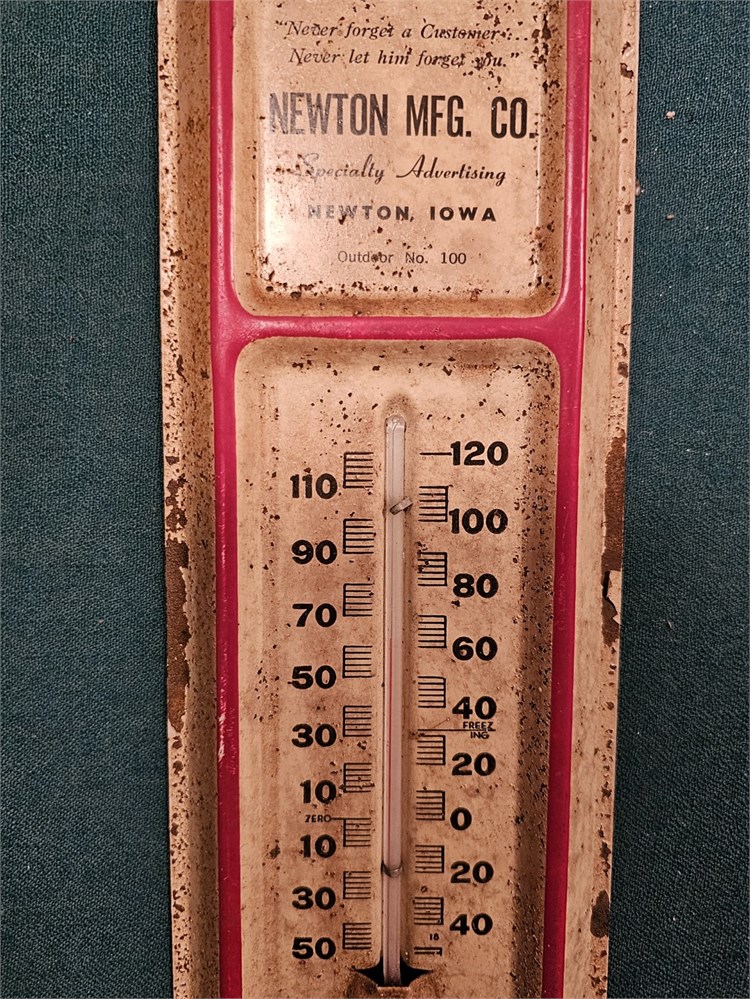 "Never forget a Customer...
Never let him forget you."
NEWTON MFG. CO.
Specialty Advertising
NEWTON, IOWA
Outdoor No. 100
120
110
100
90
80
70
60
50
40
FREEZ
ING
30
20
10
ZERO
0
10
20
30
40
18
50